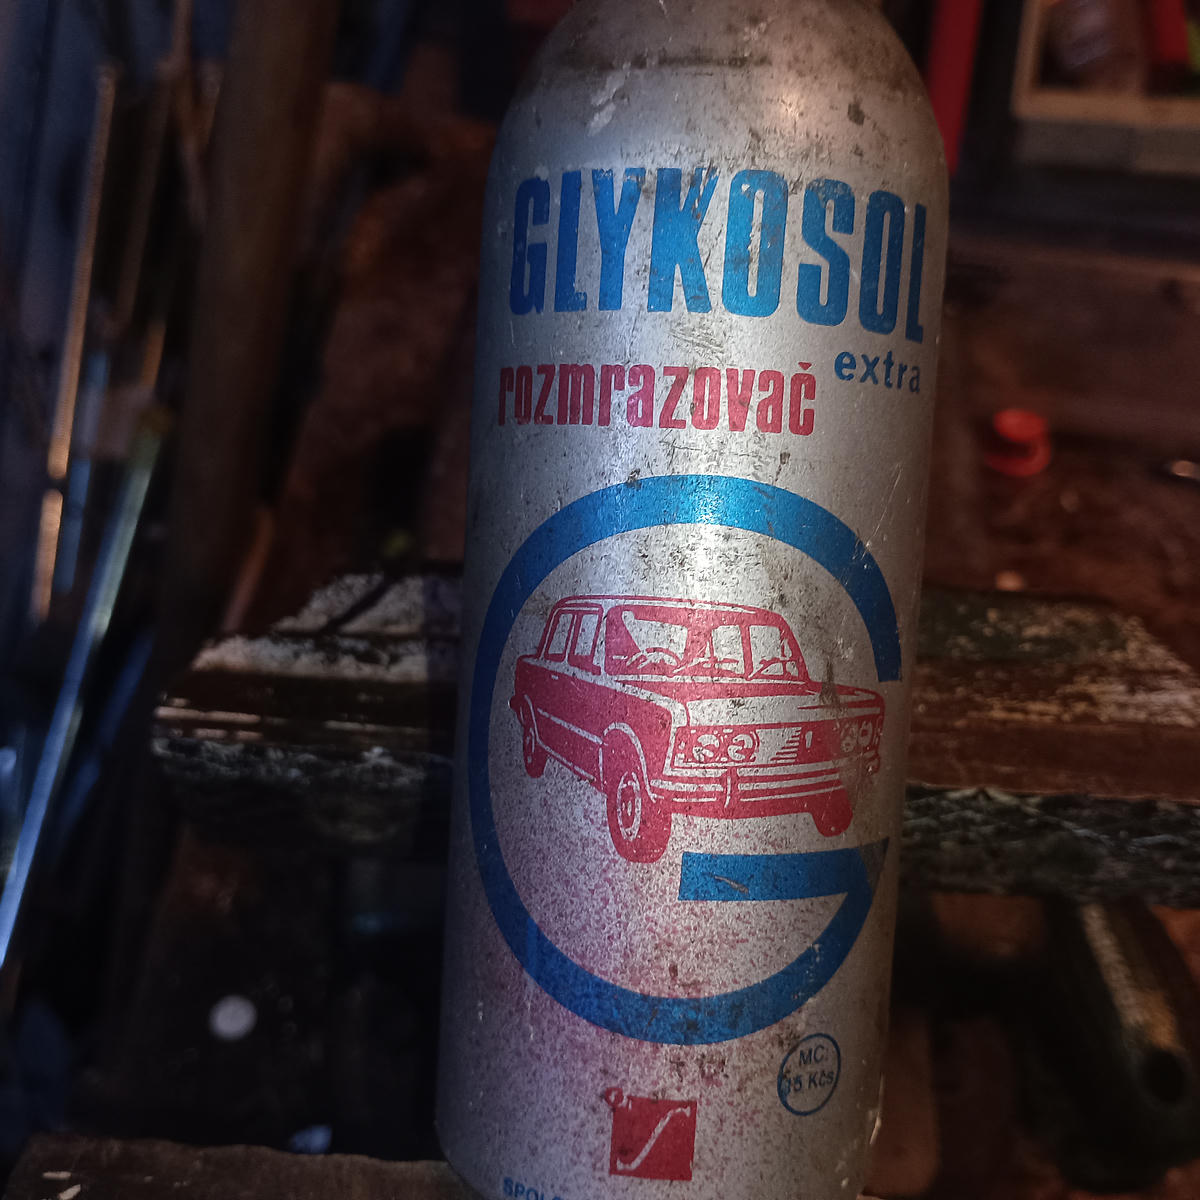 GLYKOSOL
extra
rozmrazovač
MC:
15 Kčs